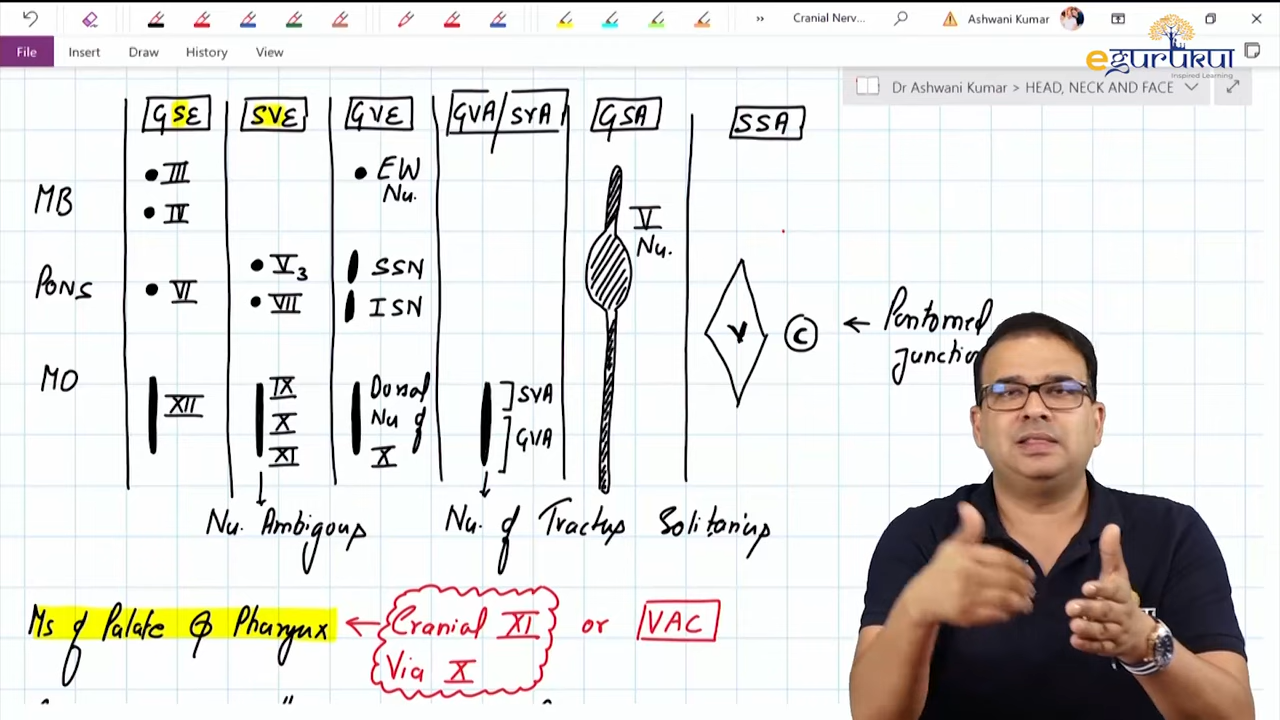 Cranial Nerv...
Ashwani Kumar
File Insert Draw History View
egurukul
Inspired Learning
Dr Ashwani Kumar > HEAD, NECK AND FACE
GSE SVE GVE GVA/SVA GSA SSA
MB
III
IV
EW
Nu.
V
Nu.
PONS
VI
V3
VII
SSN
ISN
V
C
← Pontomed
junction
MO
XII
IX
X
XI
Dorsal
Nu of
X
SVA
GVA
Nu. Ambigous
Nu. of Tractus Solitarius
Ms of Palate & Pharynx ← Cranial XI or VAC
Via X